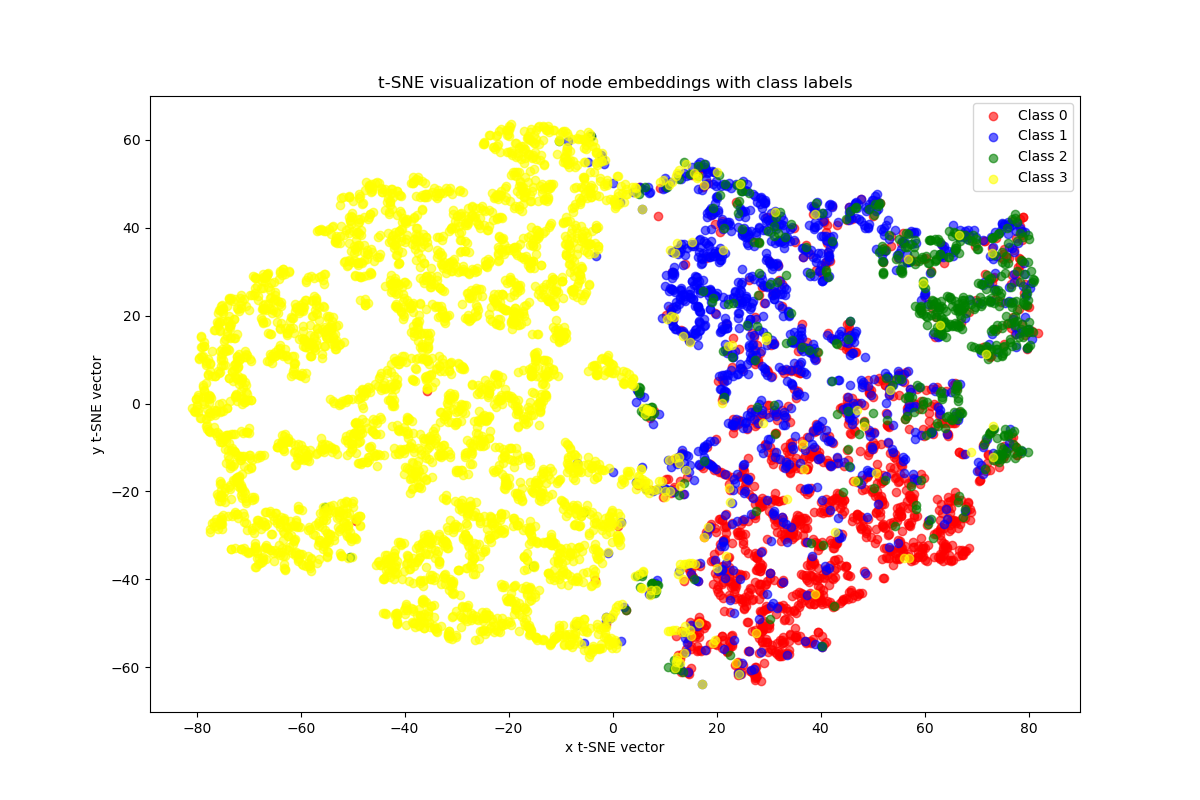 t-SNE visualization of node embeddings with class labels
Class 0
Class 1
Class 2
Class 3
y t-SNE vector
60
40
20
0
−20
−40
−60
−80
−60
−40
−20
0
20
40
60
80
x t-SNE vector